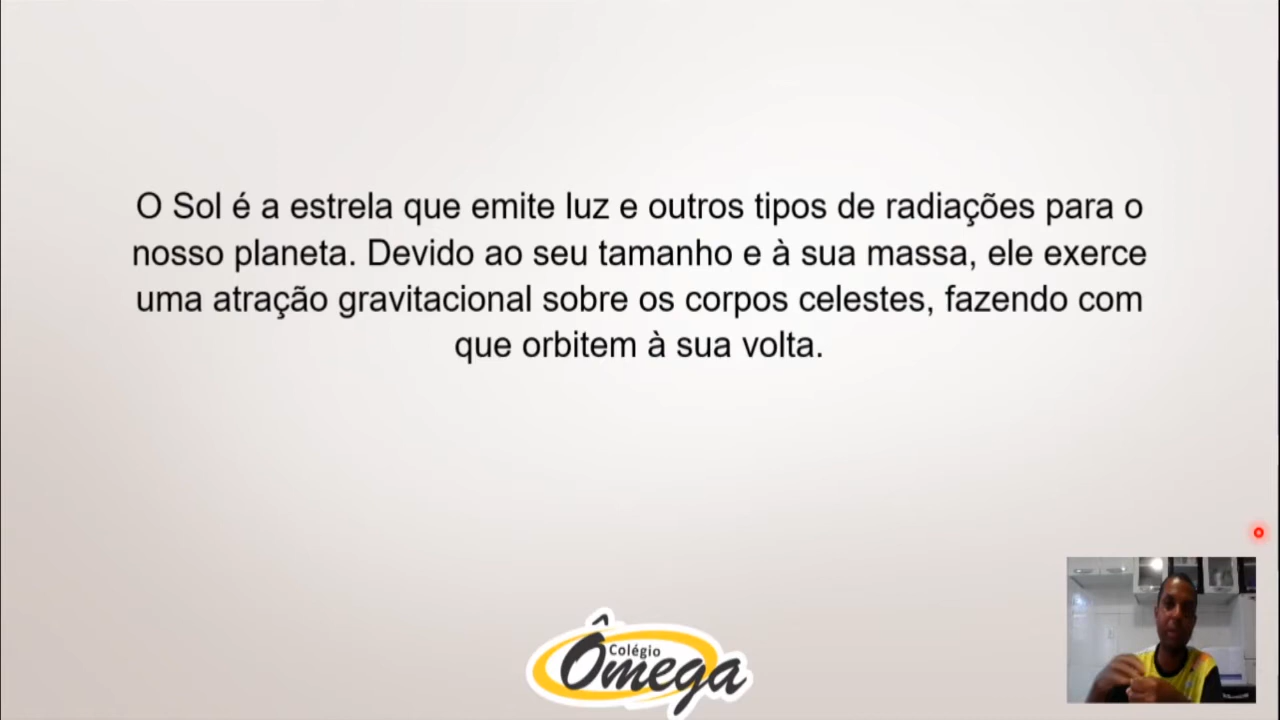 O Sol é a estrela que emite luz e outros tipos de radiações para o
nosso planeta. Devido ao seu tamanho e à sua massa, ele exerce
uma atração gravitacional sobre os corpos celestes, fazendo com
que orbitem à sua volta.
Colégio
Ômega